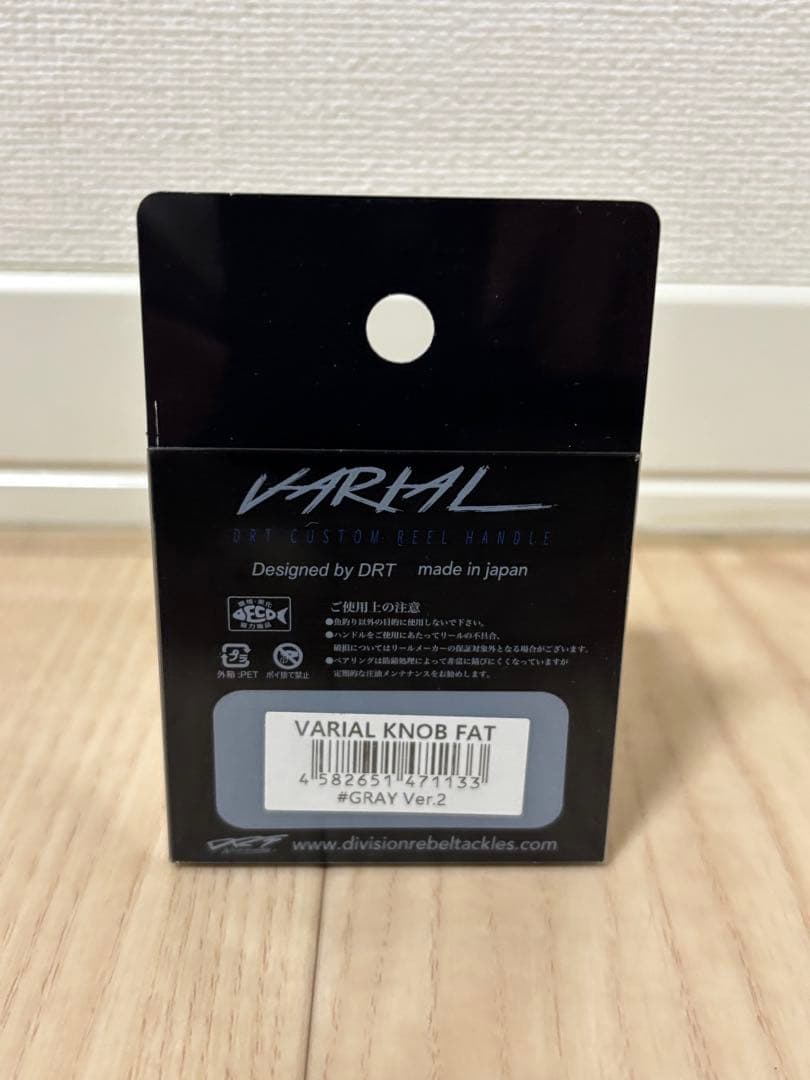 VARIAL
DRT CUSTOM REEL HANDLE
Designed by DRT made in japan
ECO
ご使用上の注意
●魚釣り以外の目的に使用しないで下さい。
●ハンドルをご使用にあたってリールの不具合、
破損についてはリールメーカーの保証対象外となる場合がございます。
●ベアリングは防錆処理によって非常に錆びにくくなっていますが
定期的な注油メンテナンスをお勧めします。
プラ
外箱:PET ポイ捨て禁止
VARIAL KNOB FAT
4 582651 471133
#GRAY Ver.2
www.divisionrebeltackles.com